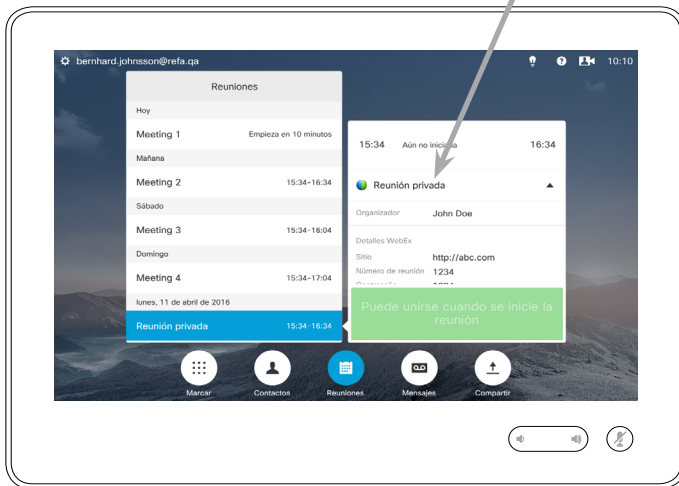 bernhard.johnsson@refa.qa
10:10
Reuniones
Hoy
Meeting 1 Empieza en 10 minutos
Mañana
Meeting 2 15:34-16:34
Sábado
Meeting 3 15:34-16:04
Domingo
Meeting 4 15:34-17:04
lunes, 11 de abril de 2016
Reunión privada 15:34-16:34
15:34 Aún no iniciada 16:34
Reunión privada
Organizador John Doe
Detalles WebEx
Sitio http://abc.com
Número de reunión 1234
Puede unirse cuando se inicie la
reunión
Marcar Contactos Reuniones Mensajes Compartir